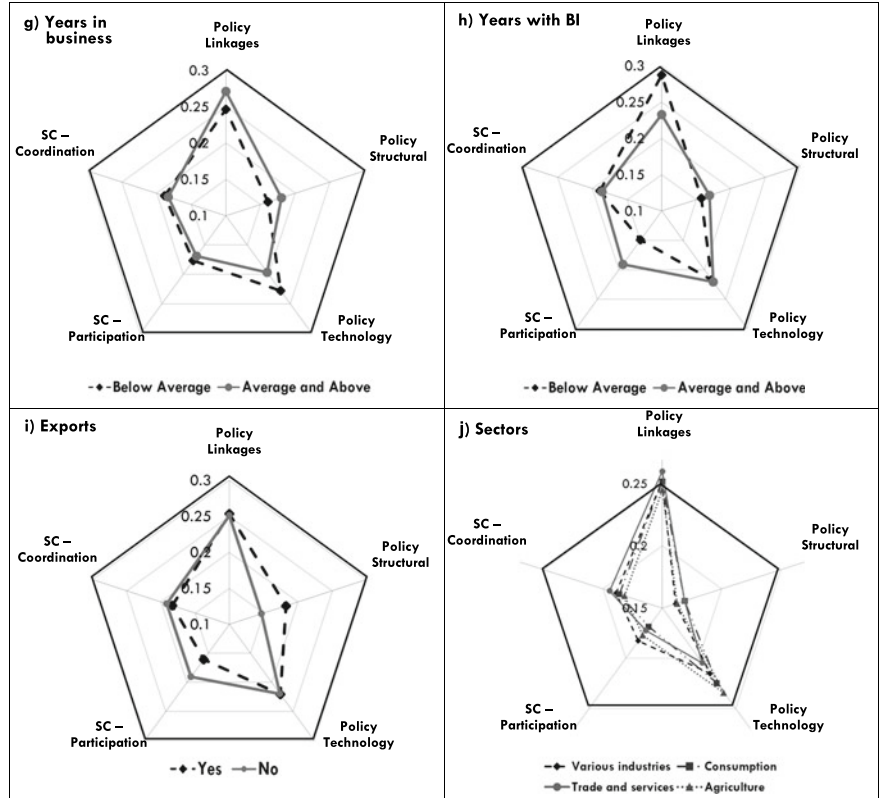 g) Years in
business
Policy
Linkages
0.3
0.25
0.2
0.15
0.1
SC –
Coordination
Policy
Structural
SC –
Participation
Policy
Technology
Below Average Average and Above
h) Years with BI
Policy
Linkages
0.3
0.25
0.2
0.15
0.1
SC –
Coordination
Policy
Structural
SC –
Participation
Policy
Technology
Below Average Average and Above
i) Exports
Policy
Linkages
0.3
0.25
0.2
0.15
0.1
SC –
Coordination
Policy
Structural
SC –
Participation
Policy
Technology
Yes No
j) Sectors
Policy
Linkages
0.25
0.2
0.15
SC –
Coordination
Policy
Structural
SC –
Participation
Policy
Technology
Various industries Consumption
Trade and services Agriculture